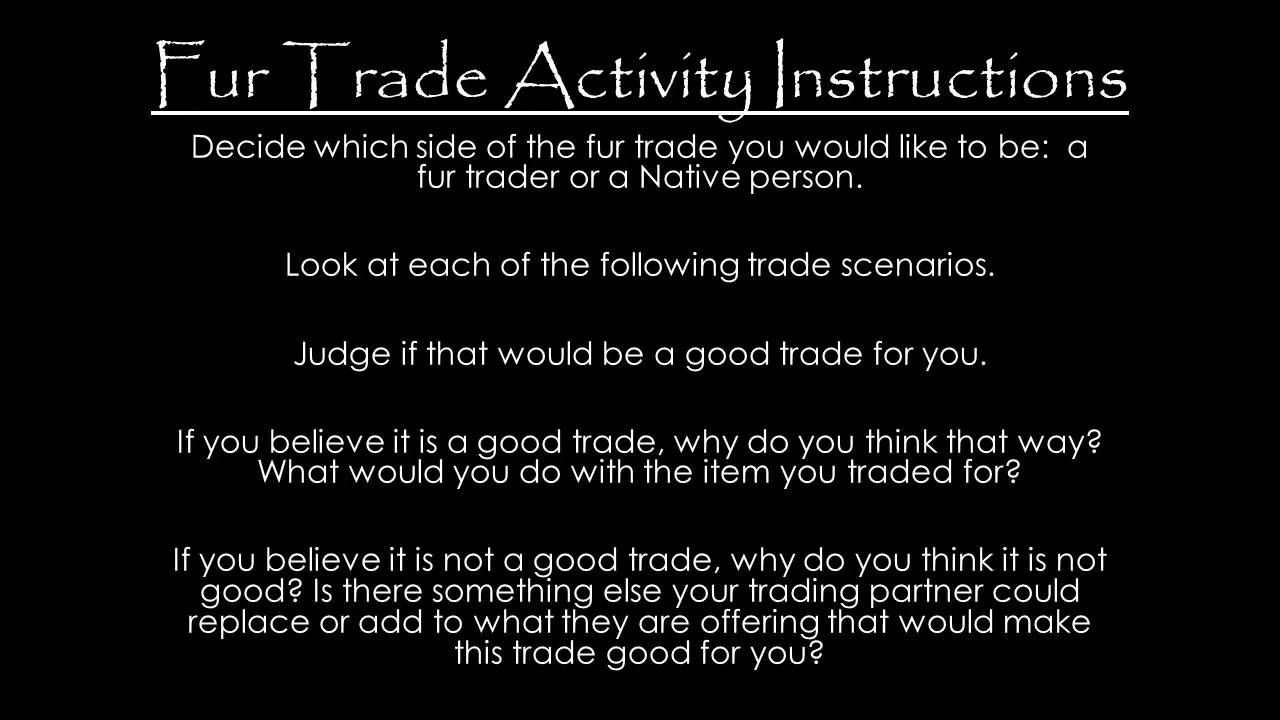 Fur Trade Activity Instructions
Decide which side of the fur trade you would like to be:  a
fur trader or a Native person.
Look at each of the following trade scenarios.
Judge if that would be a good trade for you.
If you believe it is a good trade, why do you think that way?
What would you do with the item you traded for?
If you believe it is not a good trade, why do you think it is not
good? Is there something else your trading partner could
replace or add to what they are offering that would make
this trade good for you?